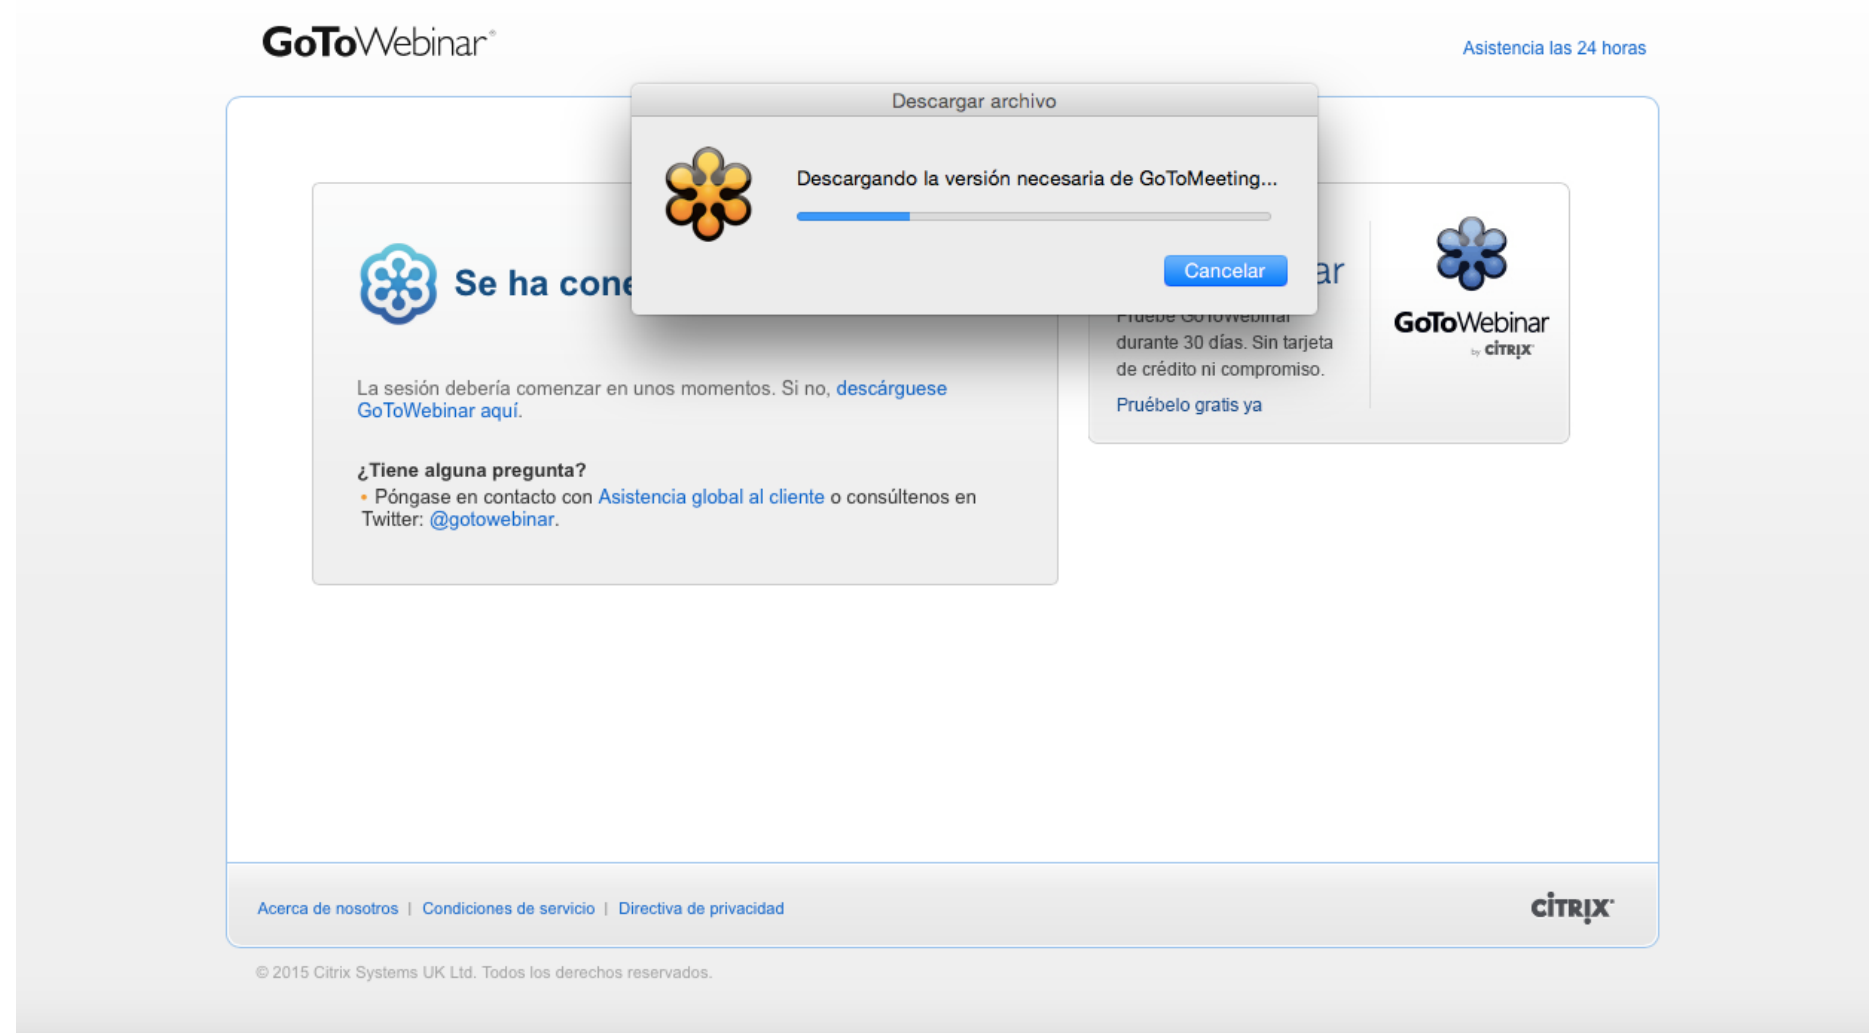 GoToWebinar®
Asistencia las 24 horas
Descargar archivo
Descargando la versión necesaria de GoToMeeting...
Cancelar
Se ha
La sesión debería comenzar en unos momentos. Si no, descárguese
GoToWebinar aquí.
¿Tiene alguna pregunta?
• Póngase en contacto con Asistencia global al cliente o consúltenos en
Twitter: @gotowebinar.
ar
Pruebe GoToWebinar
durante 30 días. Sin tarjeta
de crédito ni compromiso.
Pruébelo gratis ya
GoToWebinar
by CITRIX
Acerca de nosotros | Condiciones de servicio | Directiva de privacidad
CITRIX
© 2015 Citrix Systems UK Ltd. Todos los derechos reservados.